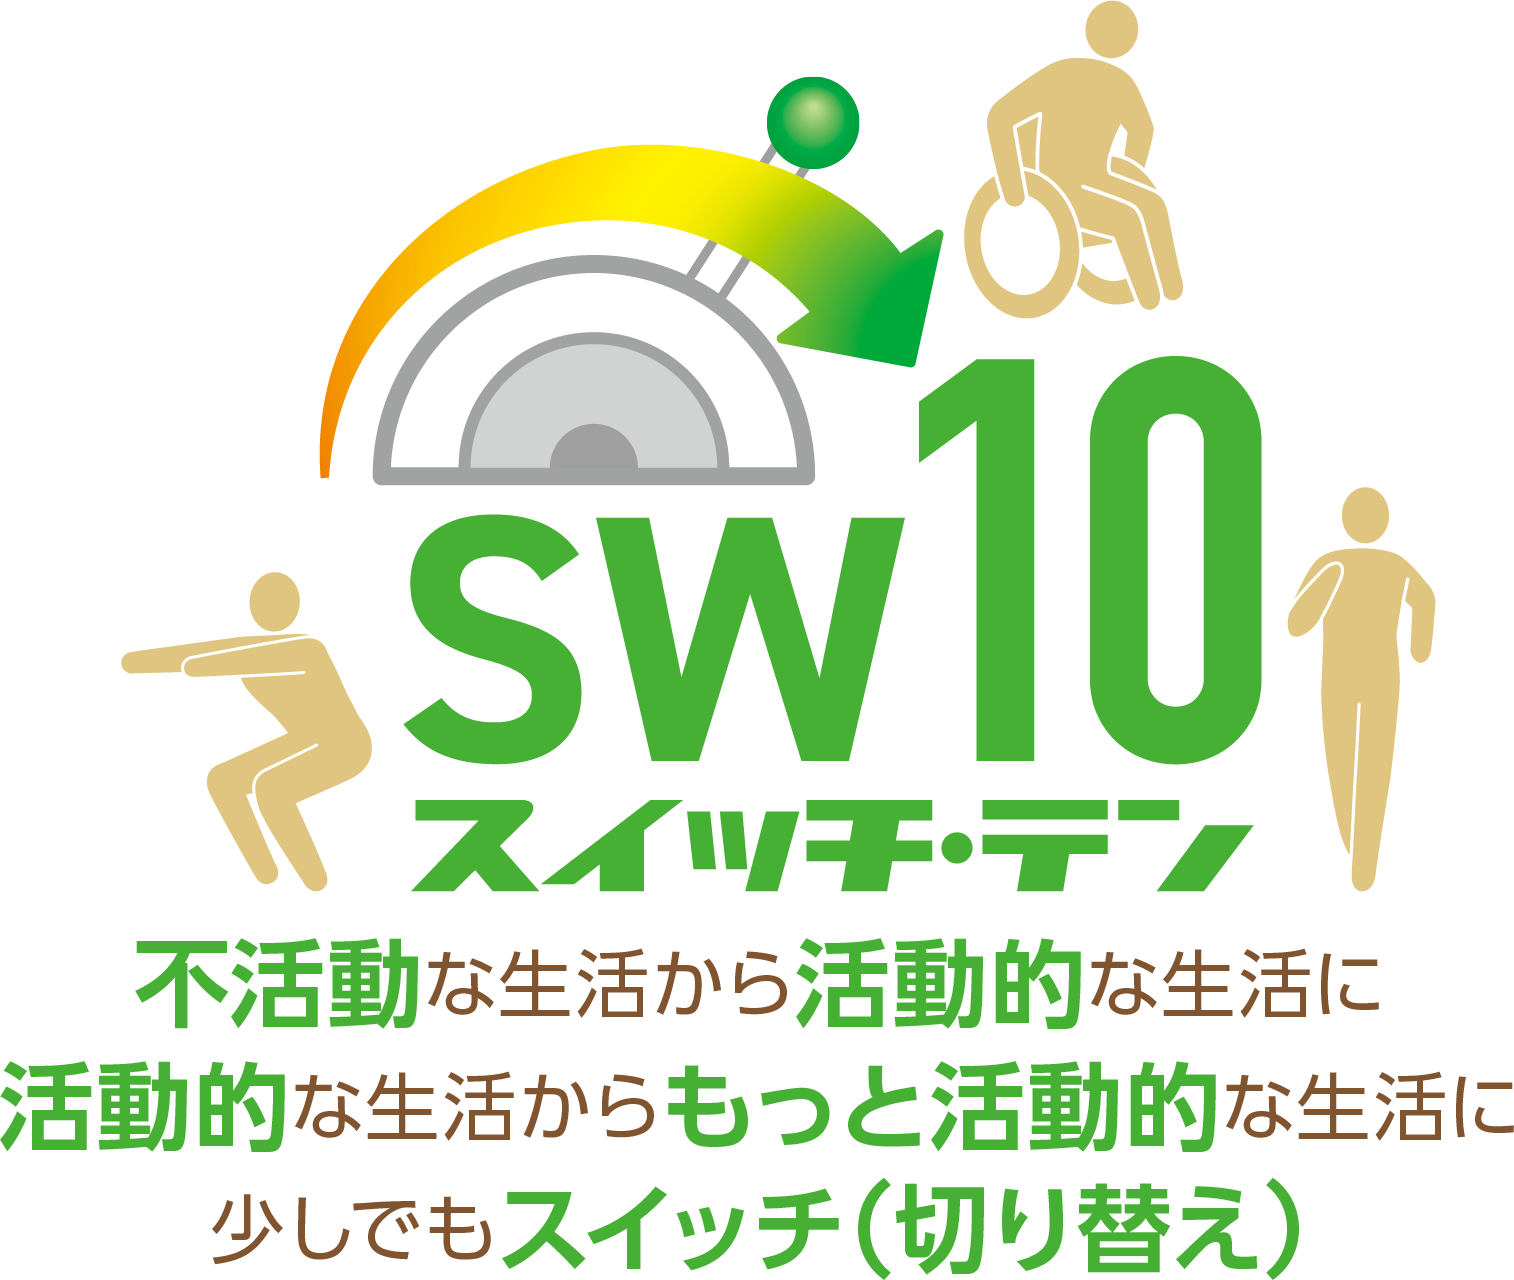 SW10
スイッチ・テン
不活動な生活から活動的な生活に
活動的な生活からもっと活動的な生活に
少しでもスイッチ(切り替え)